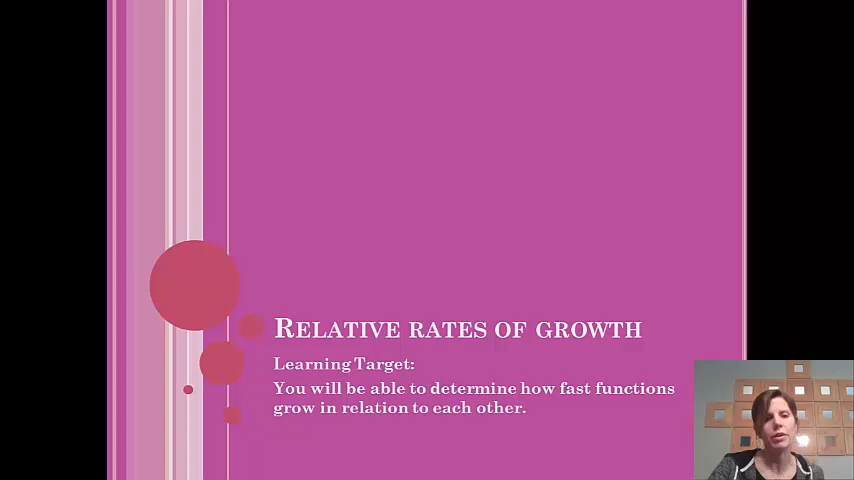 RELATIVE RATES OF GROWTH
Learning Target:
You will be able to determine how fast functions
grow in relation to each other.